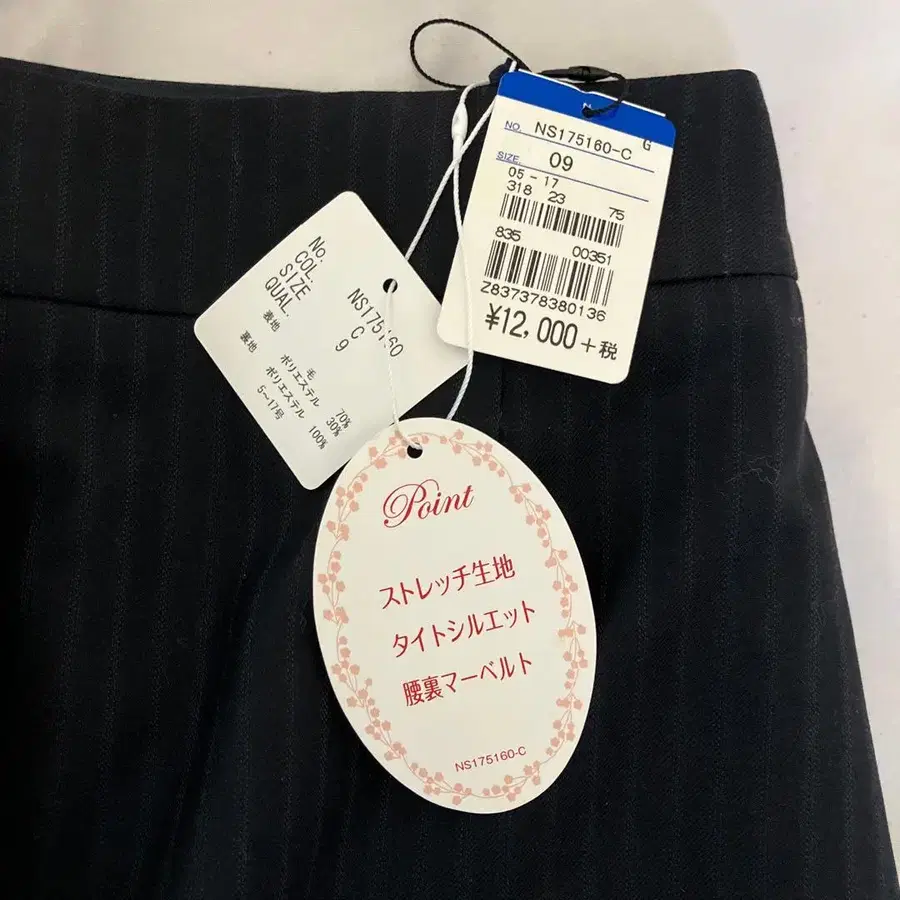 NO. NS175160-C G
SIZE. 09
05-17
318 23 75
835 00351
Z837378380136
¥12,000+税
No. NS175160
COL. C
SIZE 9
QUAL.
表地 毛 70%
ポリエステル 30%
裏地 ポリエステル 100%
5~17号
Point
ストレッチ生地
タイトシルエット
腰裏マーベルト
NS175160-C